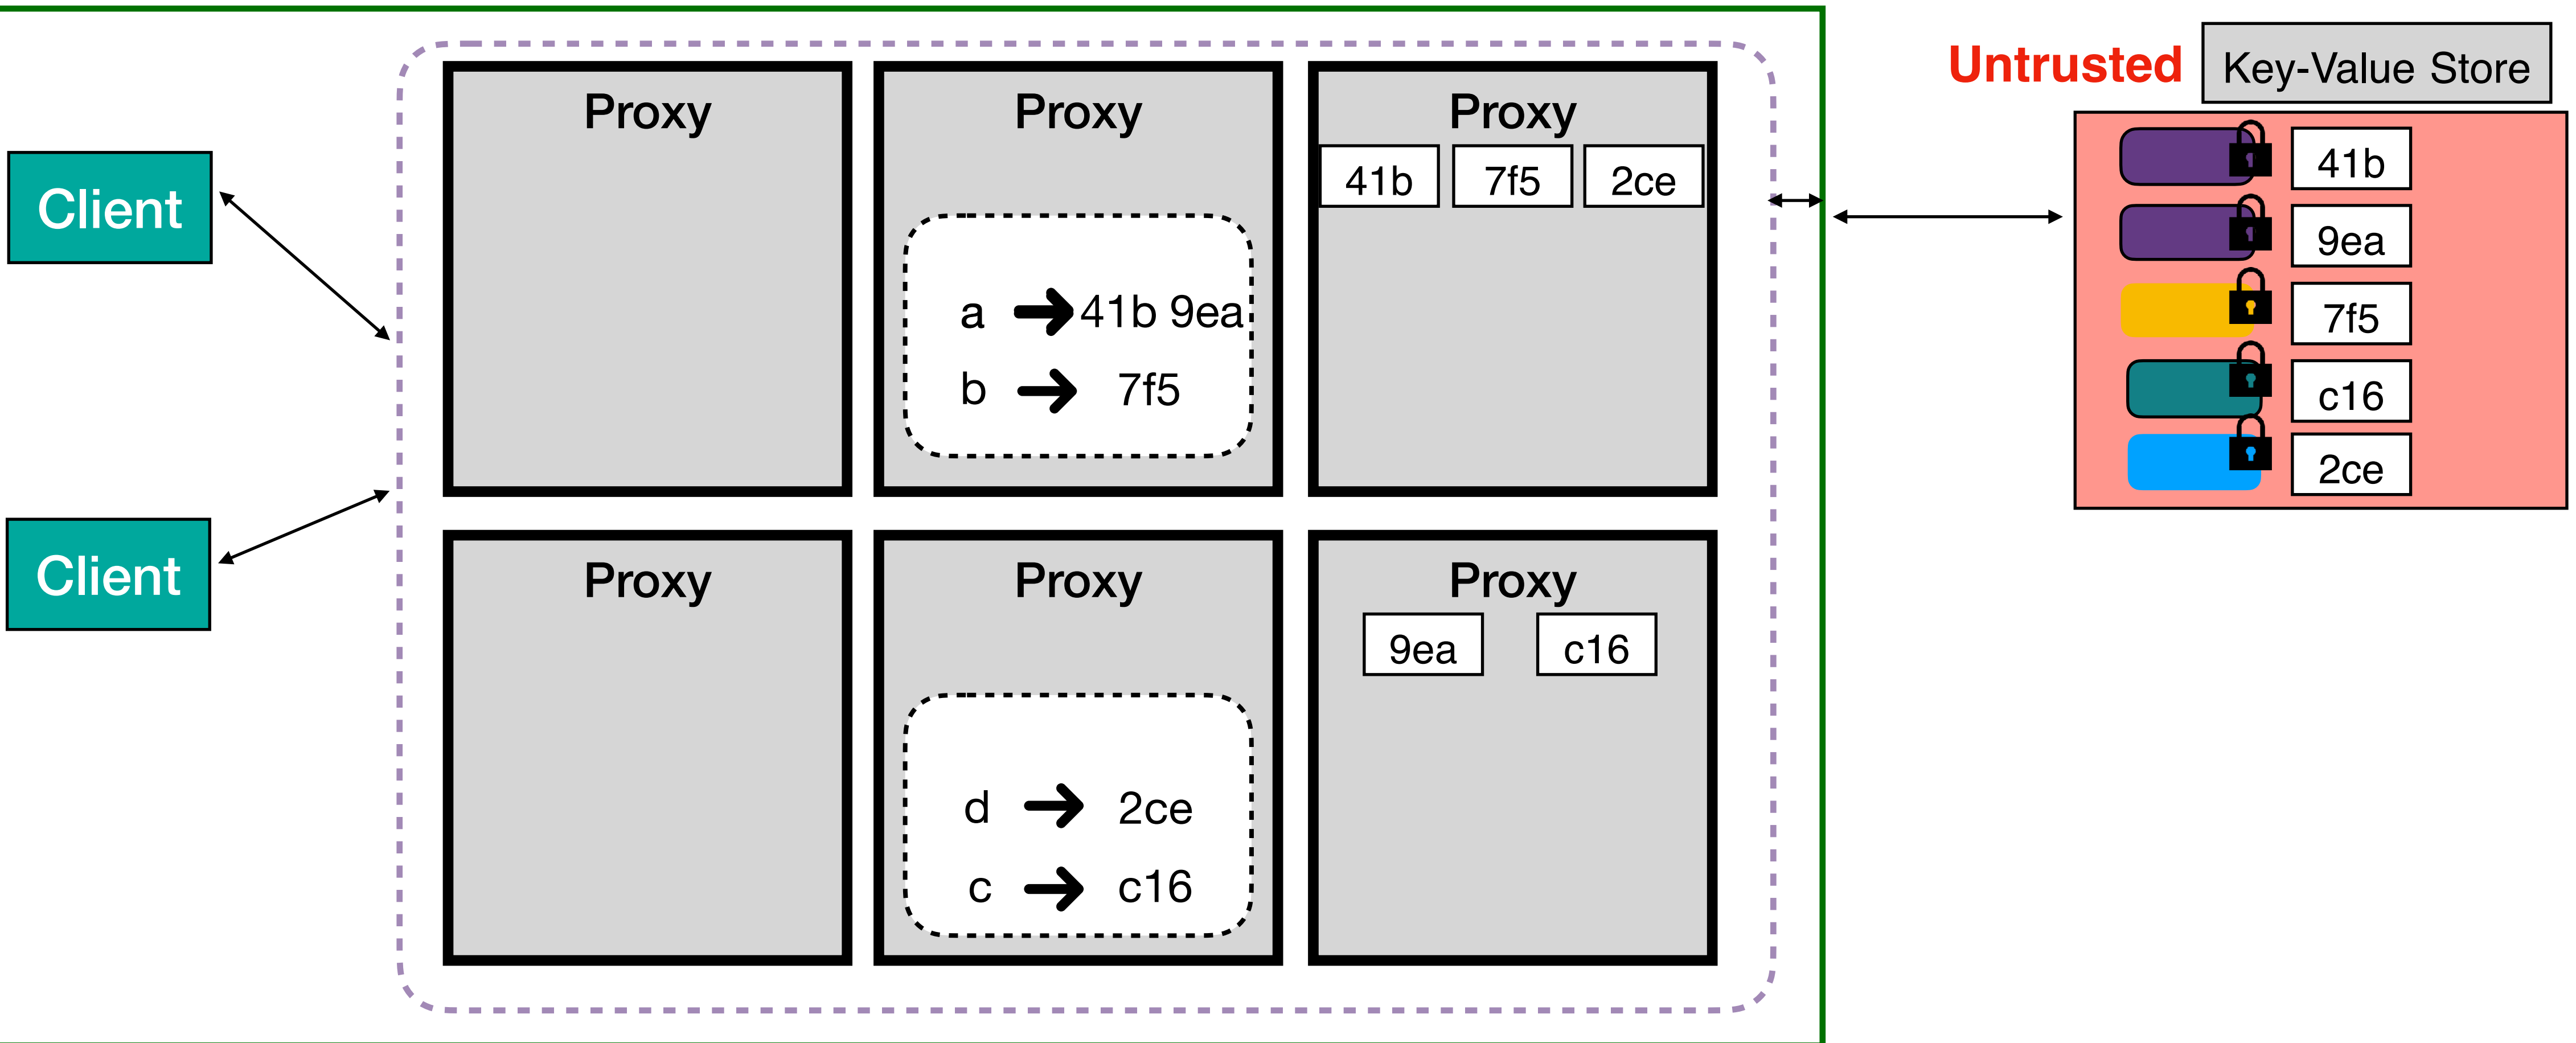 Client
Client
Proxy
Proxy
a → 41b 9ea
b → 7f5
Proxy
41b 7f5 2ce
Proxy
Proxy
d → 2ce
c → c16
Proxy
9ea c16
Untrusted Key-Value Store
41b
9ea
7f5
c16
2ce